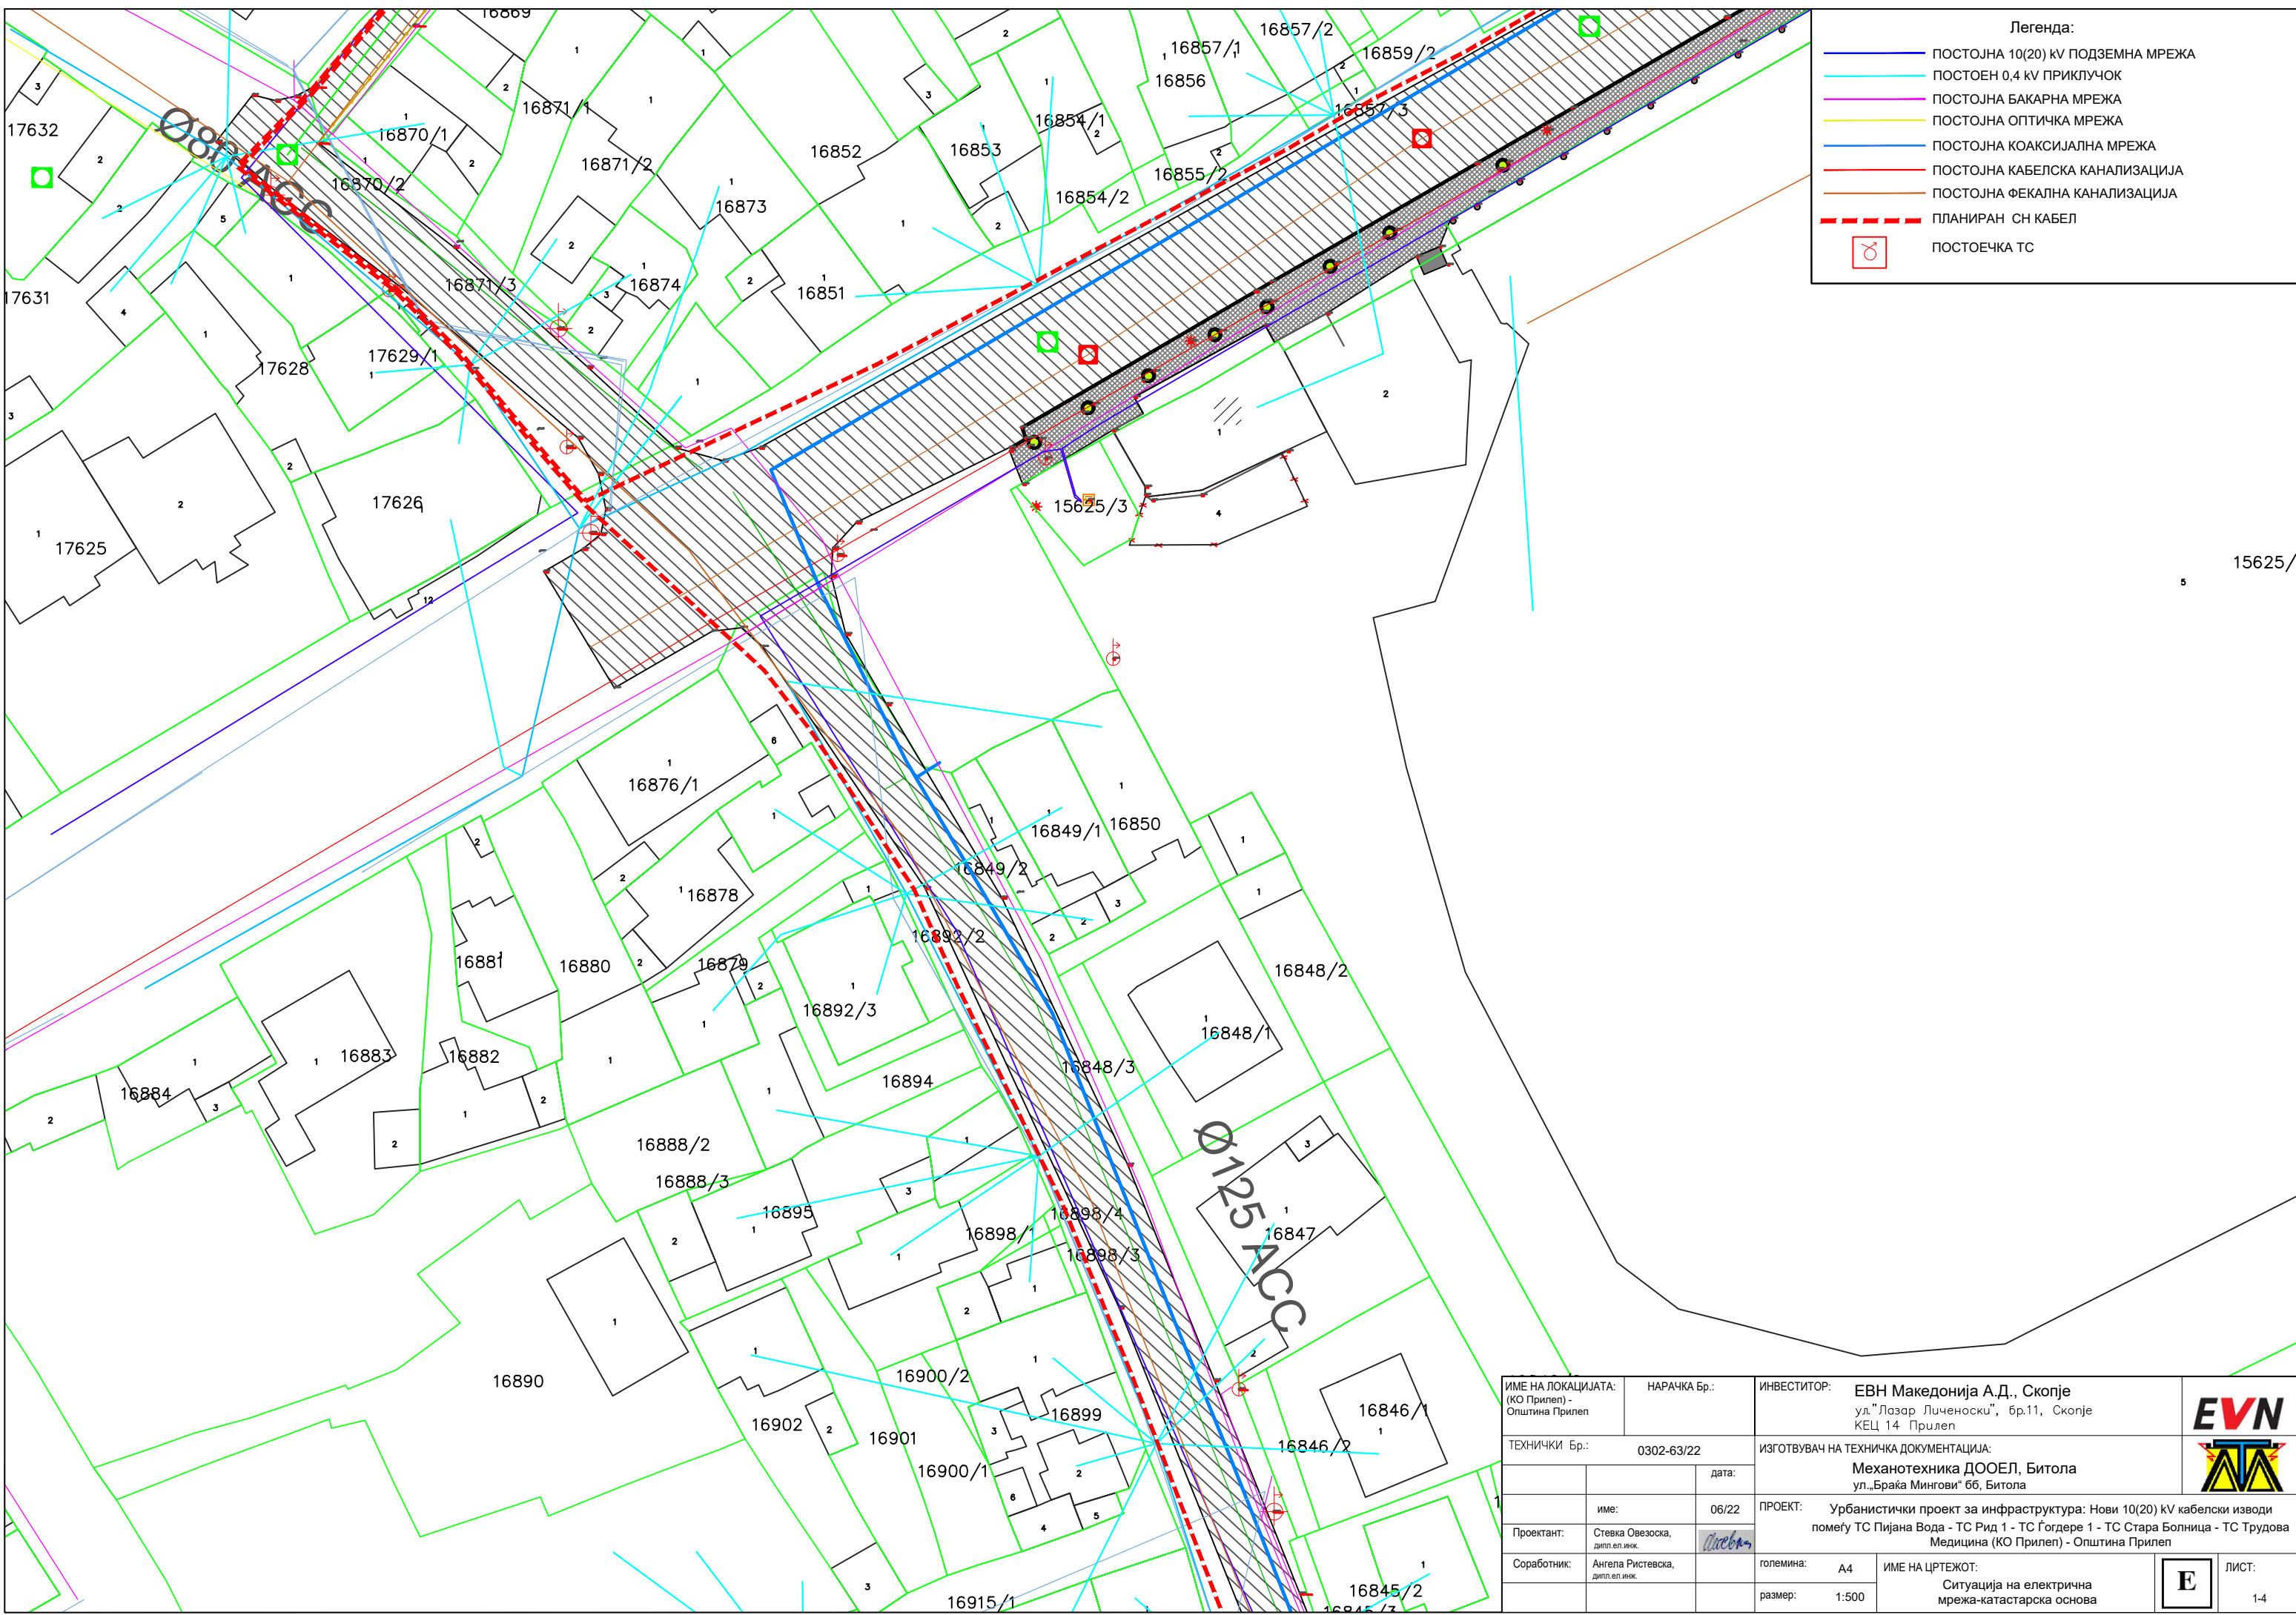 Легенда:
ПОСТОЈНА 10(20) kV ПОДЗЕМНА МРЕЖА
ПОСТОЕН 0,4 kV ПРИКЛУЧОК
ПОСТОЈНА БАКАРНА МРЕЖА
ПОСТОЈНА ОПТИЧКА МРЕЖА
ПОСТОЈНА КОАКСИЈАЛНА МРЕЖА
ПОСТОЈНА КАБЕЛСКА КАНАЛИЗАЦИЈА
ПОСТОЈНА ФЕКАЛНА КАНАЛИЗАЦИЈА
ПЛАНИРАН СН КАБЕЛ
ПОСТОЕЧКА ТС
16869
16857/1
16857/2
16859/2
16856
16871/1
16854/1
16857/3
17632
16870/1
16852
16853
16871/2
16855/2
16870/2
16854/2
16873
16871/3
16874
16851
17631
17629/1
17628
17626
15625/3
17625
15625/
16876/1
16849/1
16850
16849/2
16878
16892/2
16881
16880
16879
16848/2
16892/3
16848/1
16883
16882
16848/3
16884
16894
16888/2
16888/3
16895
16898/4
16898/1
16898/3
16847
Ø125 АСС
16890
16900/2
16902
16901
16899
16846/1
16846/2
16900/1
16845/2
16915/1
ИМЕ НА ЛОКАЦИЈАТА:
(КО Прилеп) -
Општина Прилеп
НАРАЧКА Бр.:
ИНВЕСТИТОР:
ЕВН Македонија А.Д., Скопје
ул."Лазар Личеноски", бр.11, Скопје
КЕЦ 14 Прилеп
EVN
ТЕХНИЧКИ Бр.:
0302-63/22
ИЗГОТВУВАЧ НА ТЕХНИЧКА ДОКУМЕНТАЦИЈА:
Механотехника ДООЕЛ, Битола
ул.„Браќа Мингови“ бб, Битола
дата:
име:
06/22
ПРОЕКТ:
Урбанистички проект за инфраструктура: Нови 10(20) kV кабелски изводи
помеѓу ТС Пијана Вода - ТС Рид 1 - ТС Ѓогдере 1 - ТС Стара Болница - ТС Трудова
Медицина (КО Прилеп) - Општина Прилеп
Проектант:
Стевка Овезоска,
дипл.ел.инж.
Соработник:
Ангела Ристевска,
дипл.ел.инж.
големина:
А4
размер:
1:500
ИМЕ НА ЦРТЕЖОТ:
Ситуација на електрична
мрежа-катастарска основа
Е
ЛИСТ:
1-4